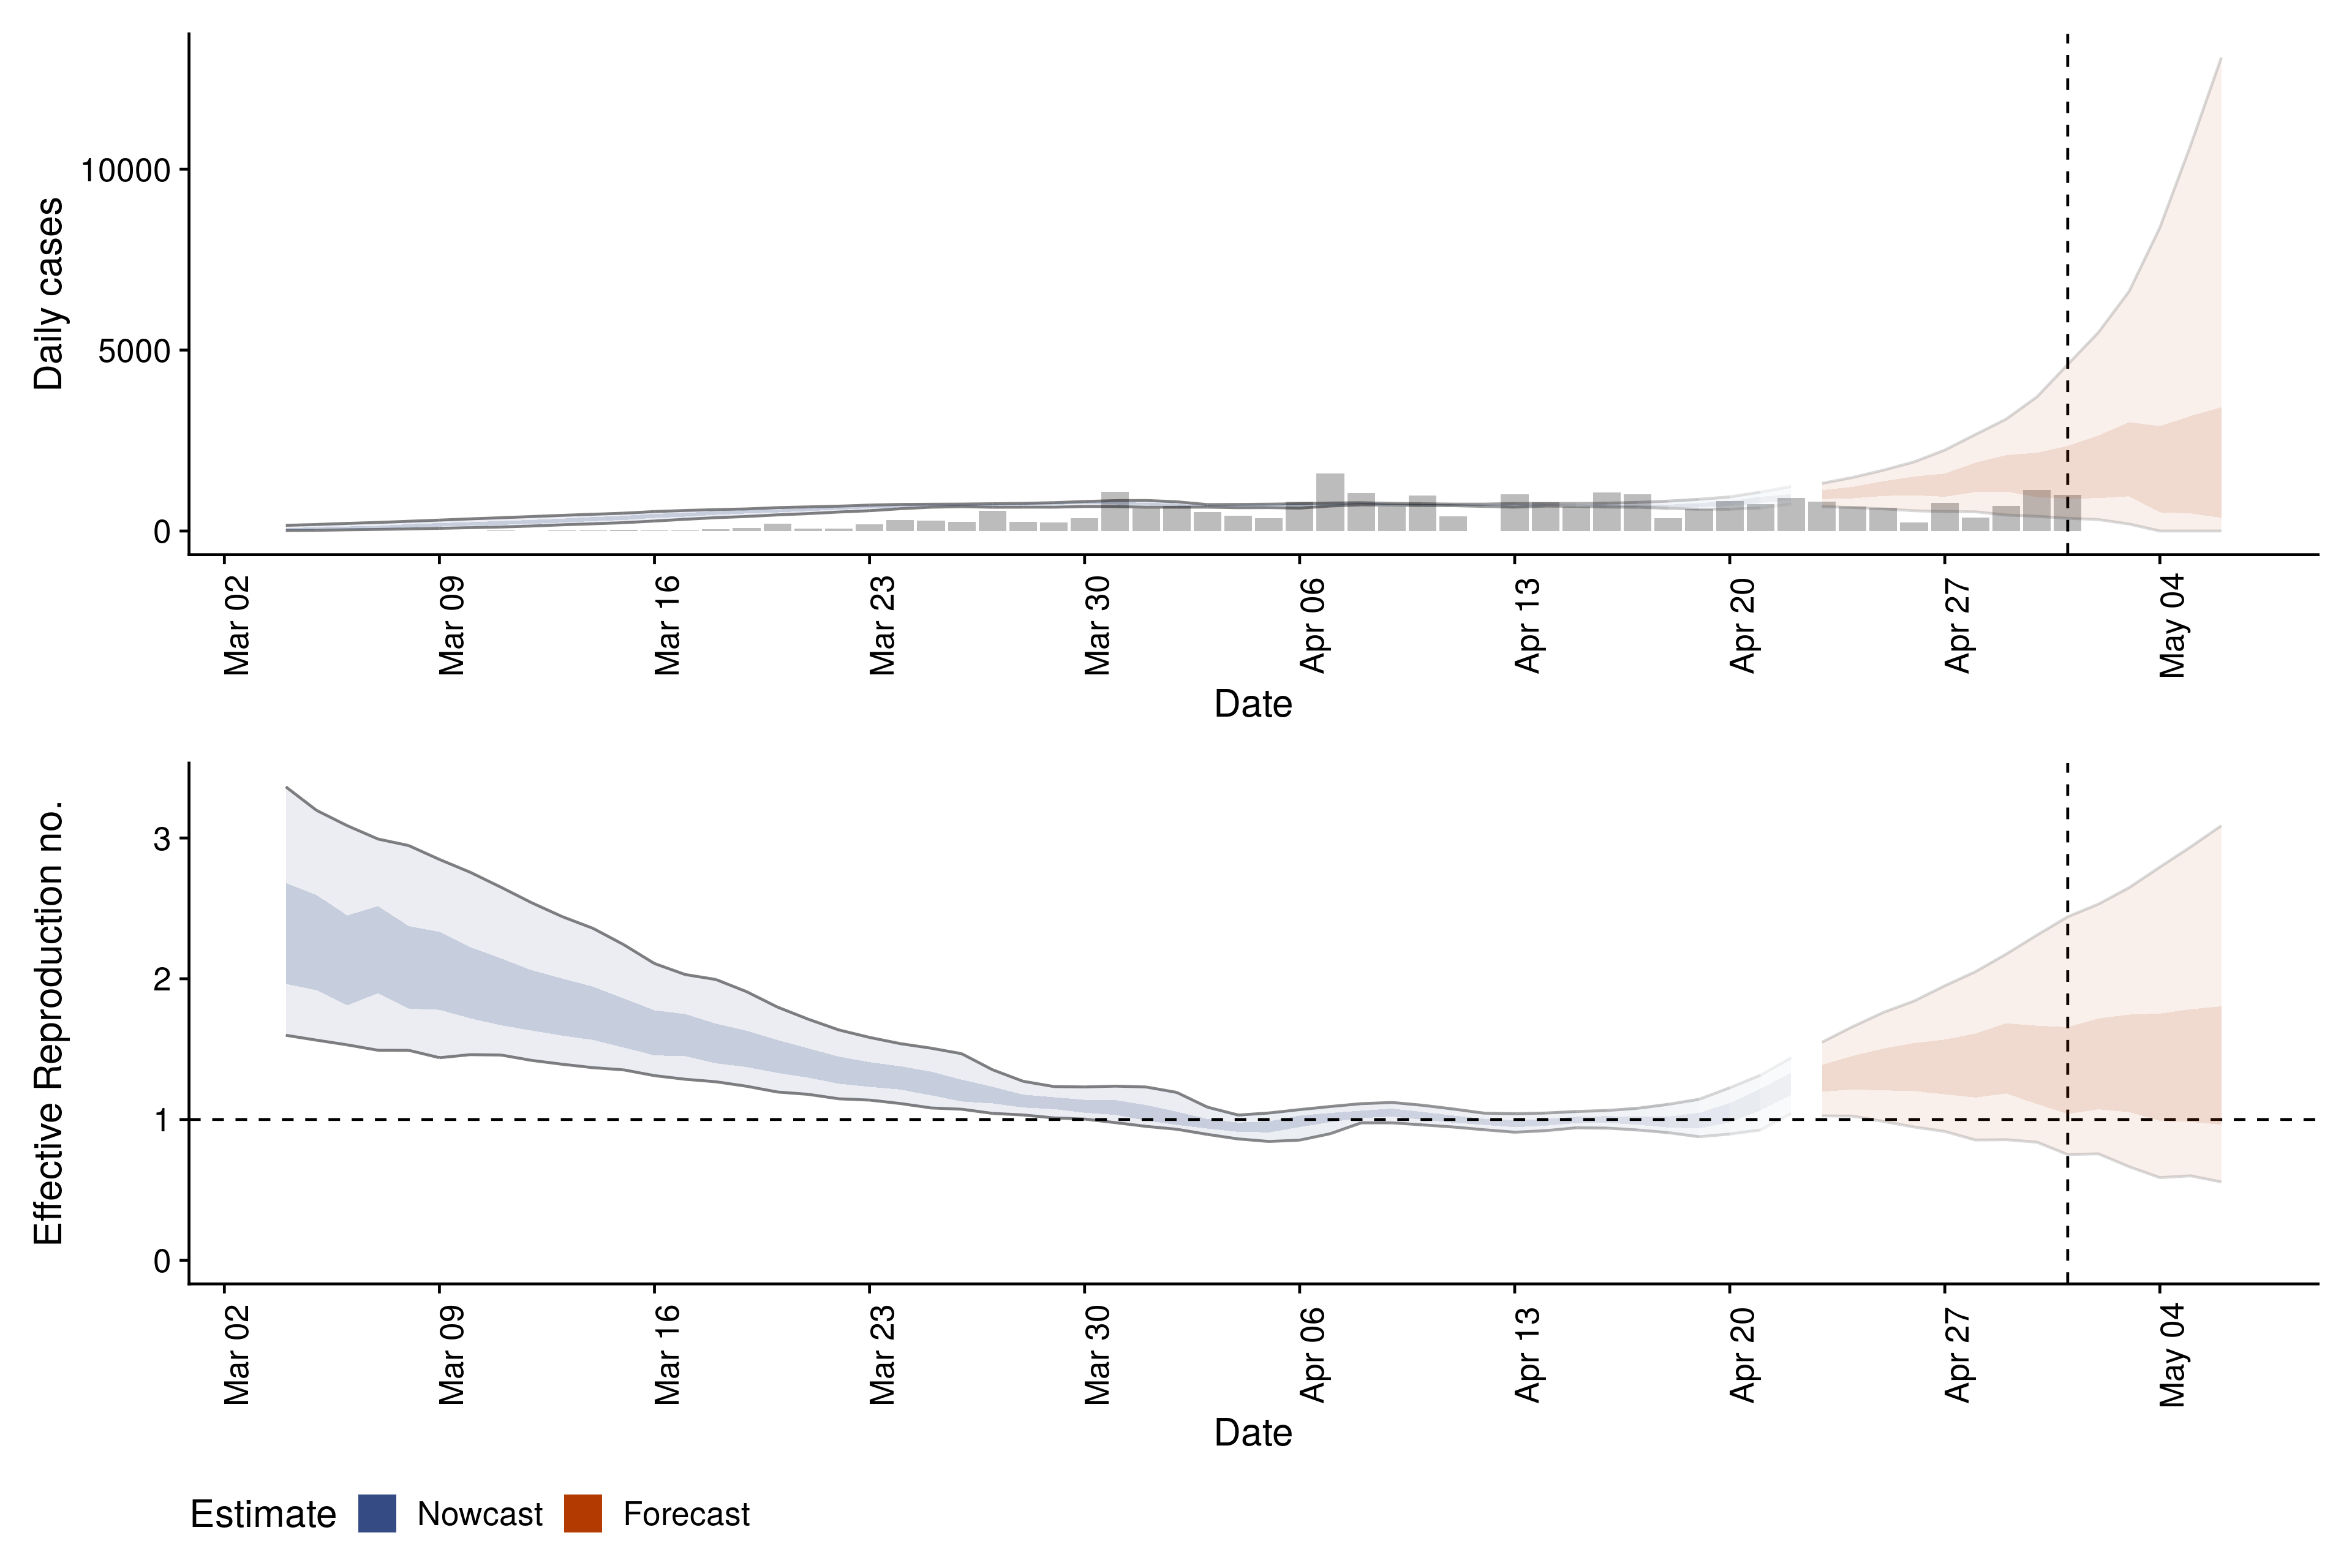 Daily cases
10000
5000
0
Mar 02 Mar 09 Mar 16 Mar 23 Mar 30 Apr 06 Apr 13 Apr 20 Apr 27 May 04
Date
Effective Reproduction no.
3
2
1
0
Mar 02 Mar 09 Mar 16 Mar 23 Mar 30 Apr 06 Apr 13 Apr 20 Apr 27 May 04
Date
Estimate Nowcast Forecast